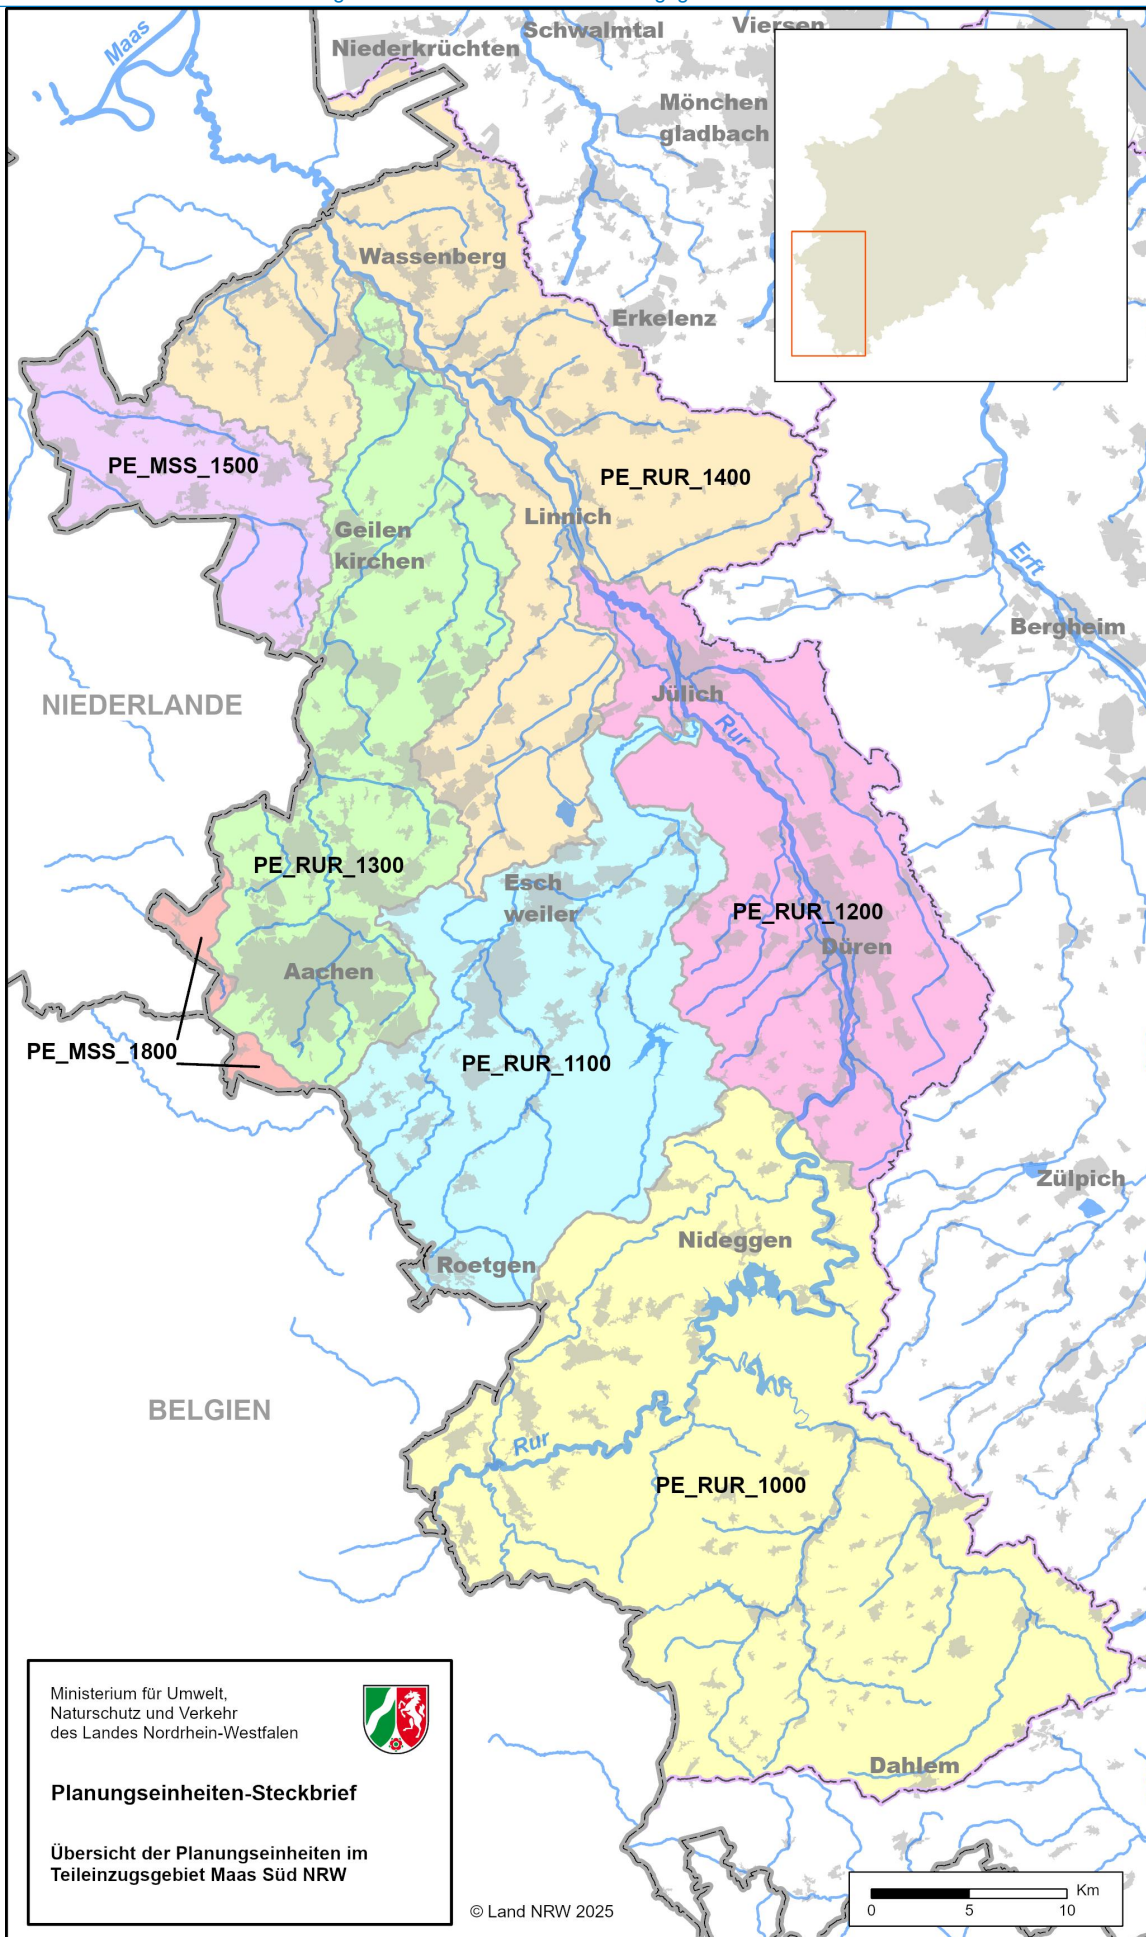 Maas
Schwalmtal
Viersen
Niederkrüchten
Mönchen
gladbach
Wassenberg
Erkelenz
PE_MSS_1500
PE_RUR_1400
Linnich
Geilen
kirchen
Erft
Bergheim
NIEDERLANDE
Jülich
Rur
PE_RUR_1300
Esch
weiler
PE_RUR_1200
Düren
Aachen
PE_MSS_1800
PE_RUR_1100
Zülpich
Nideggen
Roetgen
BELGIEN
Rur
PE_RUR_1000
Dahlem
Ministerium für Umwelt,
Naturschutz und Verkehr
des Landes Nordrhein-Westfalen
Planungseinheiten-Steckbrief
Übersicht der Planungseinheiten im
Teileinzugsgebiet Maas Süd NRW
© Land NRW 2025
Km
0 5 10